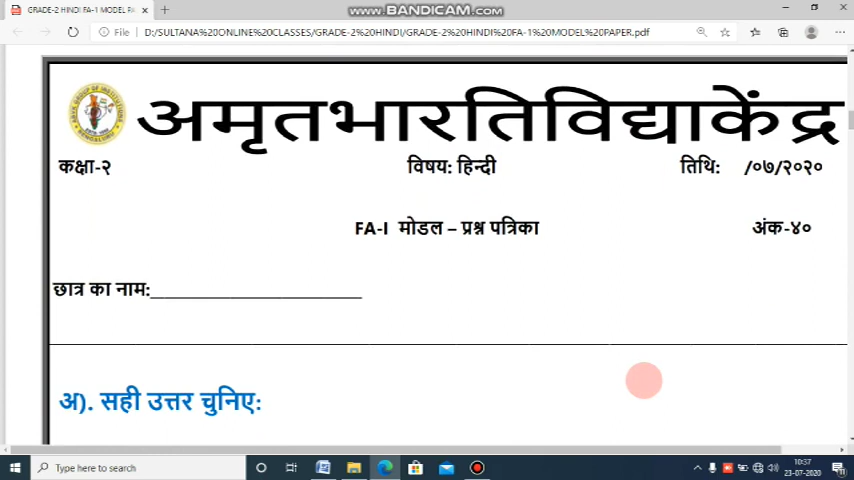 GRADE-2 HINDI FA-1 MODEL PA
www.BANDICAM.com
File D:/SULTANA%20ONLINE%20CLASSES/GRADE-2%20HINDI/GRADE-2%20HINDI%20FA-1%20MODEL%20PAPER.pdf
अमृतभारतिविद्याकेंद्र
कक्षा-२ विषय: हिन्दी तिथि: /०७/२०२०
FA-I मोडल – प्रश्न पत्रिका अंक-४०
छात्र का नाम:____________________
अ). सही उत्तर चुनिए:
Type here to search
10:37
23-07-2020